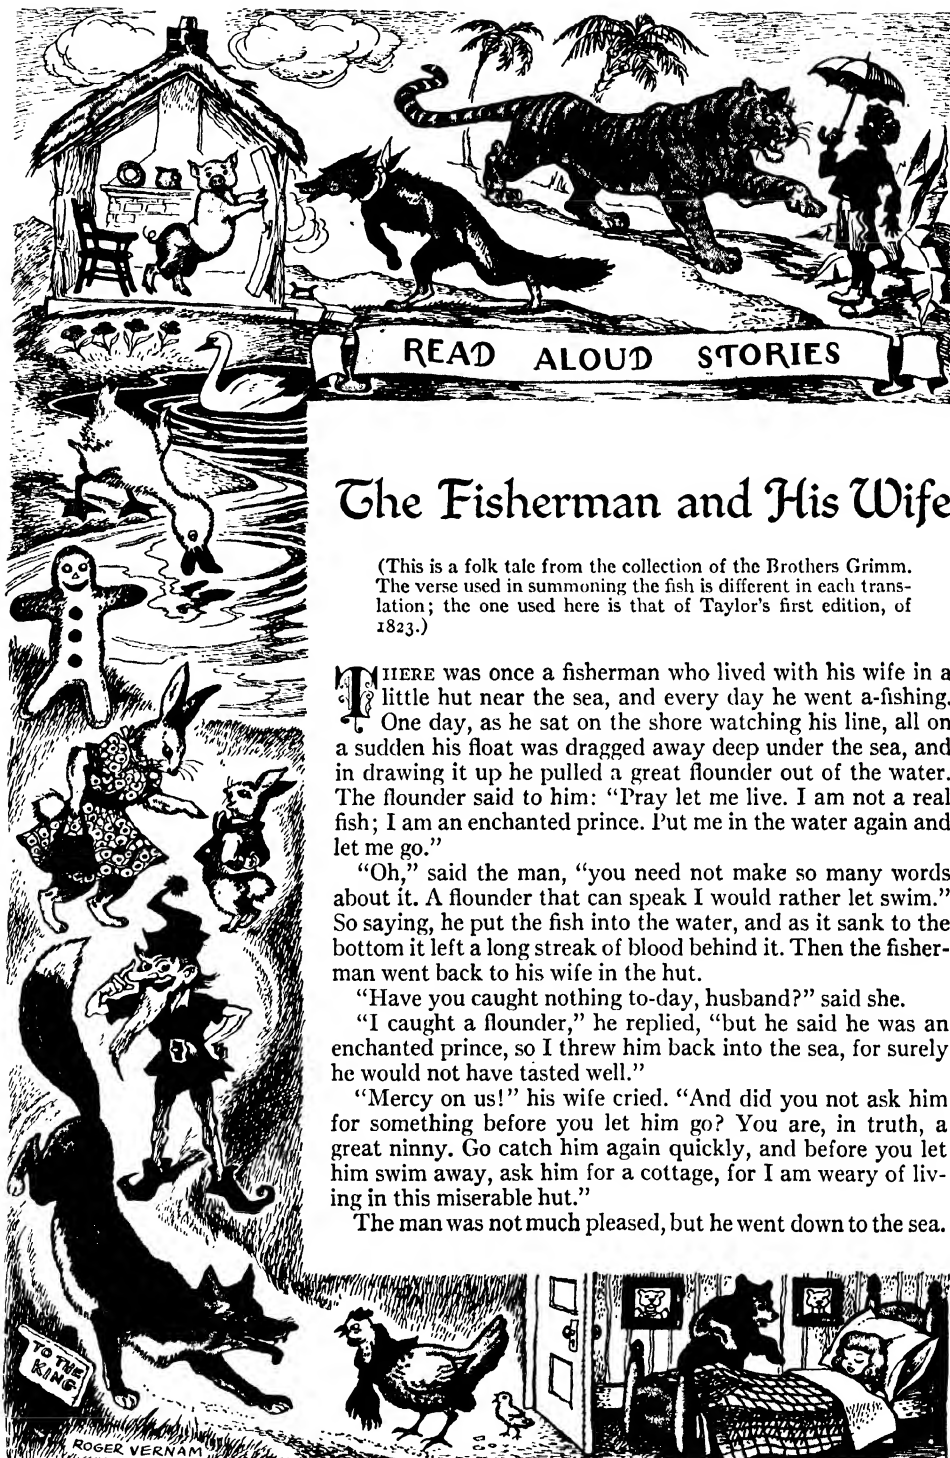 READ ALOUD STORIES
The Fisherman and His Wife
(This is a folk tale from the collection of the Brothers Grimm.
The verse used in summoning the fish is different in each trans-
lation; the one used here is that of Taylor's first edition, of
1823.)
THERE was once a fisherman who lived with his wife in a
little hut near the sea, and every day he went a-fishing.
One day, as he sat on the shore watching his line, all on
a sudden his float was dragged away deep under the sea, and
in drawing it up he pulled a great flounder out of the water.
The flounder said to him: “Pray let me live. I am not a real
fish; I am an enchanted prince. Put me in the water again and
let me go.”
“Oh,” said the man, “you need not make so many words
about it. A flounder that can speak I would rather let swim.”
So saying, he put the fish into the water, and as it sank to the
bottom it left a long streak of blood behind it. Then the fisher-
man went back to his wife in the hut.
“Have you caught nothing to-day, husband?” said she.
“I caught a flounder,” he replied, “but he said he was an
enchanted prince, so I threw him back into the sea, for surely
he would not have tasted well.”
“Mercy on us!” his wife cried. “And did you not ask him
for something before you let him go? You are, in truth, a
great ninny. Go catch him again quickly, and before you let
him swim away, ask him for a cottage, for I am weary of liv-
ing in this miserable hut.”
The man was not much pleased, but he went down to the sea.
TO THE
KING
ROGER VERNAM